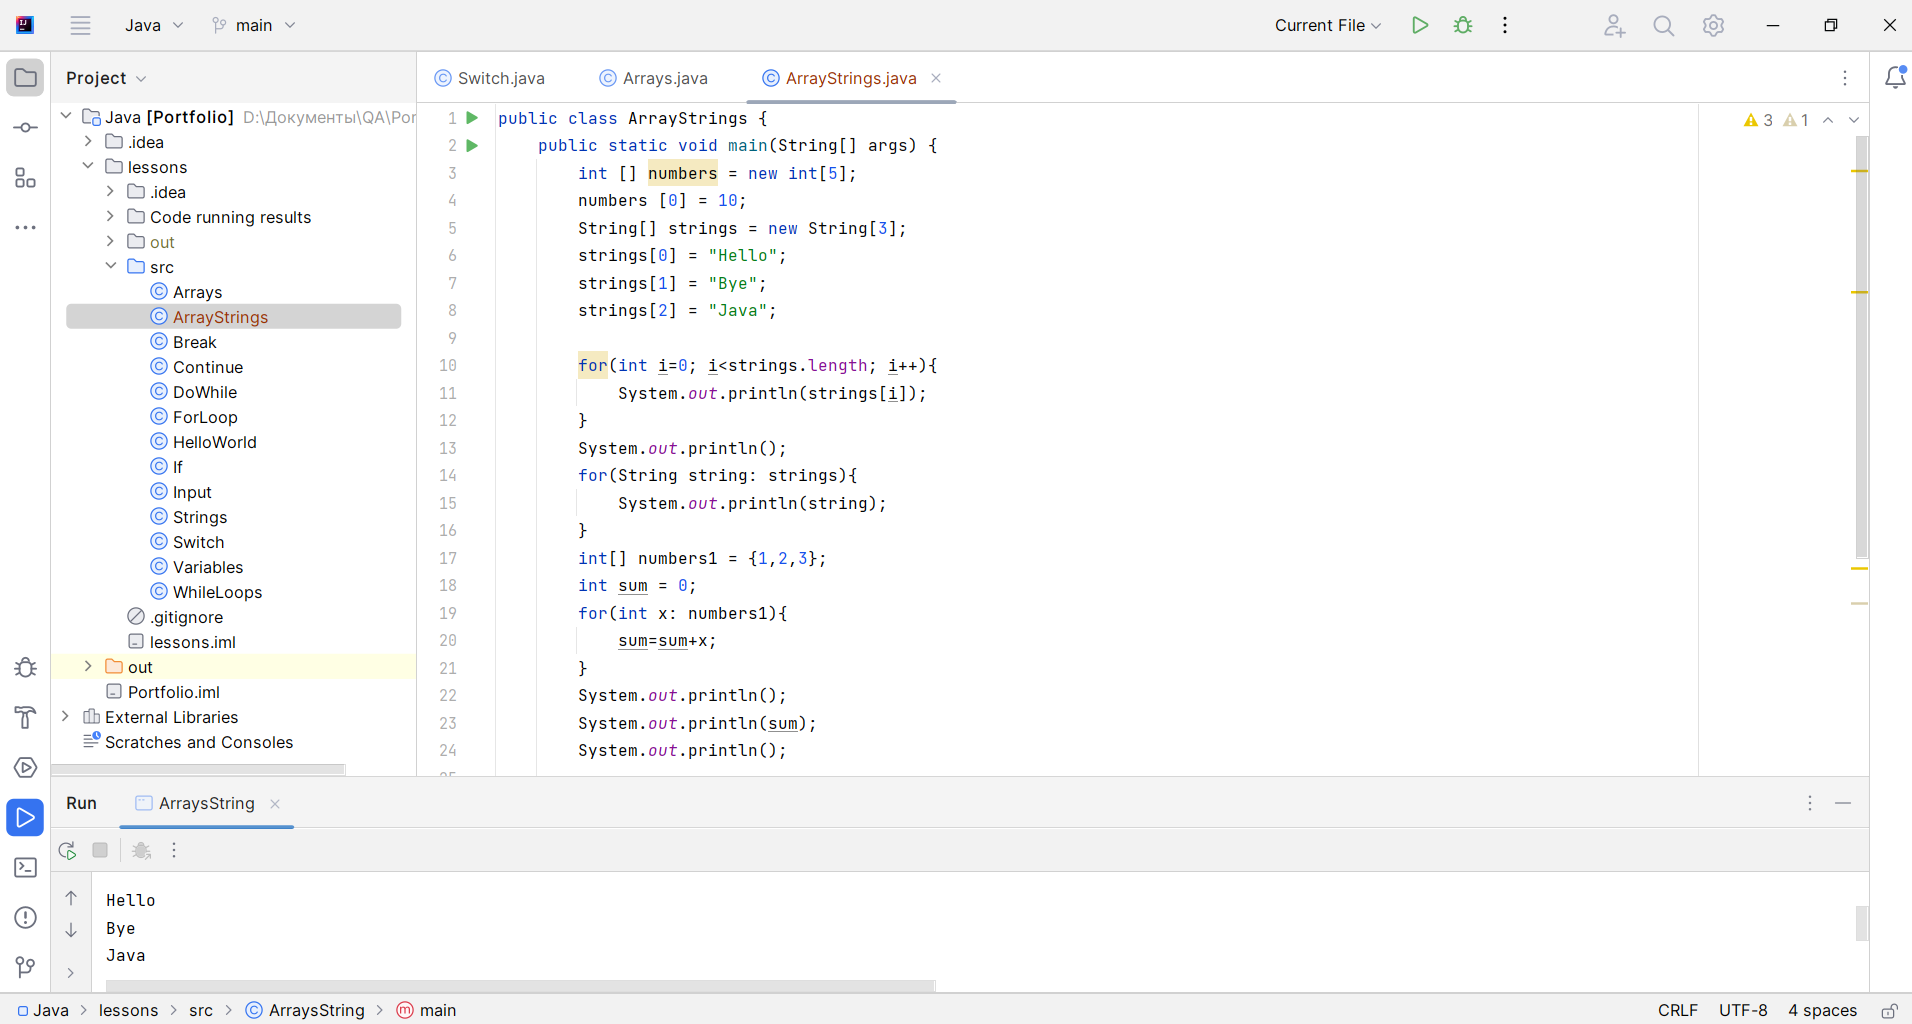 Java main Current File
Project Switch.java Arrays.java ArrayStrings.java
Java [Portfolio] D:\Документы\QA\Por
.idea
lessons
.idea
Code running results
out
src
Arrays
ArrayStrings
Break
Continue
DoWhile
ForLoop
HelloWorld
If
Input
Strings
Switch
Variables
WhileLoops
.gitignore
lessons.iml
out
Portfolio.iml
External Libraries
Scratches and Consoles
3 1
1 public class ArrayStrings {
2 public static void main(String[] args) {
3 int [] numbers = new int[5];
4 numbers [0] = 10;
5 String[] strings = new String[3];
6 strings[0] = "Hello";
7 strings[1] = "Bye";
8 strings[2] = "Java";
9
10 for(int i=0; i<strings.length; i++){
11 System.out.println(strings[i]);
12 }
13 System.out.println();
14 for(String string: strings){
15 System.out.println(string);
16 }
17 int[] numbers1 = {1,2,3};
18 int sum = 0;
19 for(int x: numbers1){
20 sum=sum+x;
21 }
22 System.out.println();
23 System.out.println(sum);
24 System.out.println();
Run ArraysString
Hello
Bye
Java
Java lessons src ArraysString main CRLF UTF-8 4 spaces